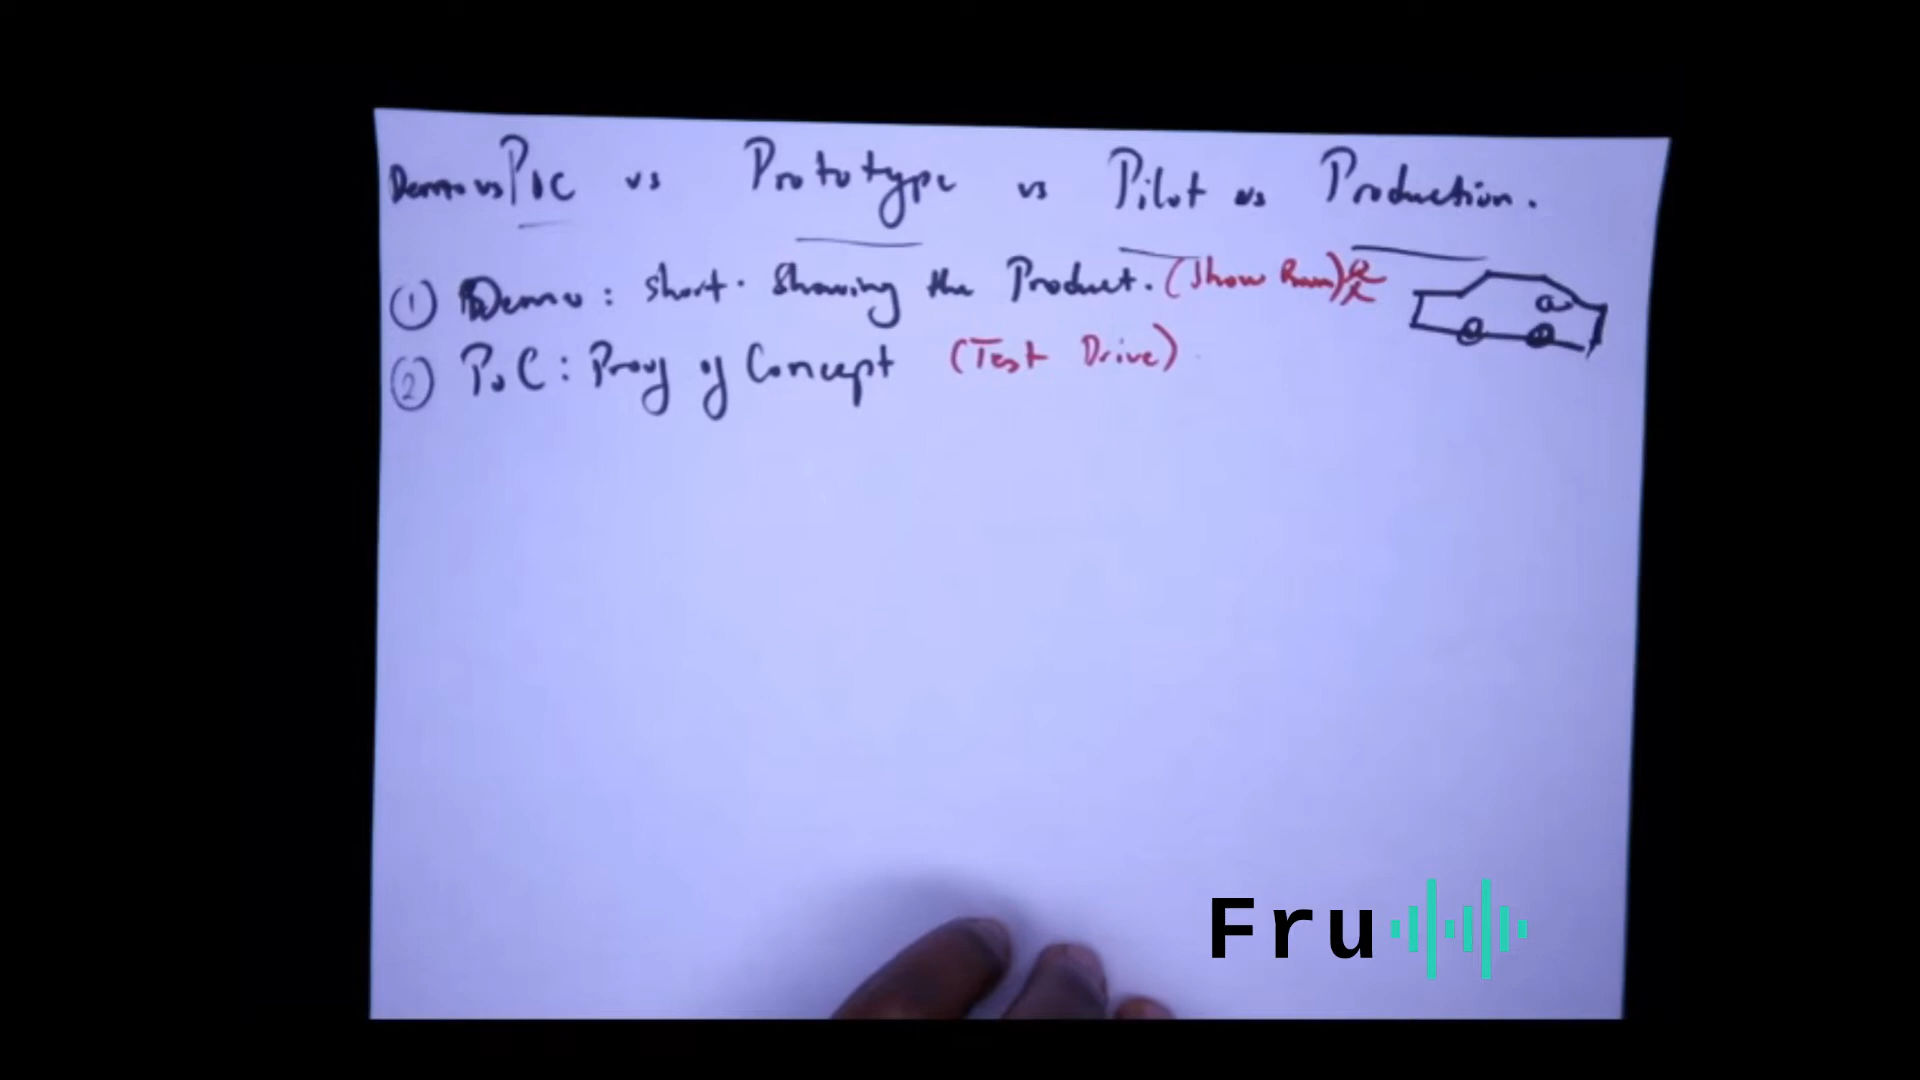 Demo vs PoC vs Prototype vs Pilot vs Production.
① Demo: short. Showing the Product. (Show Room)
② PoC: Proof of Concept (Test Drive)
Fru